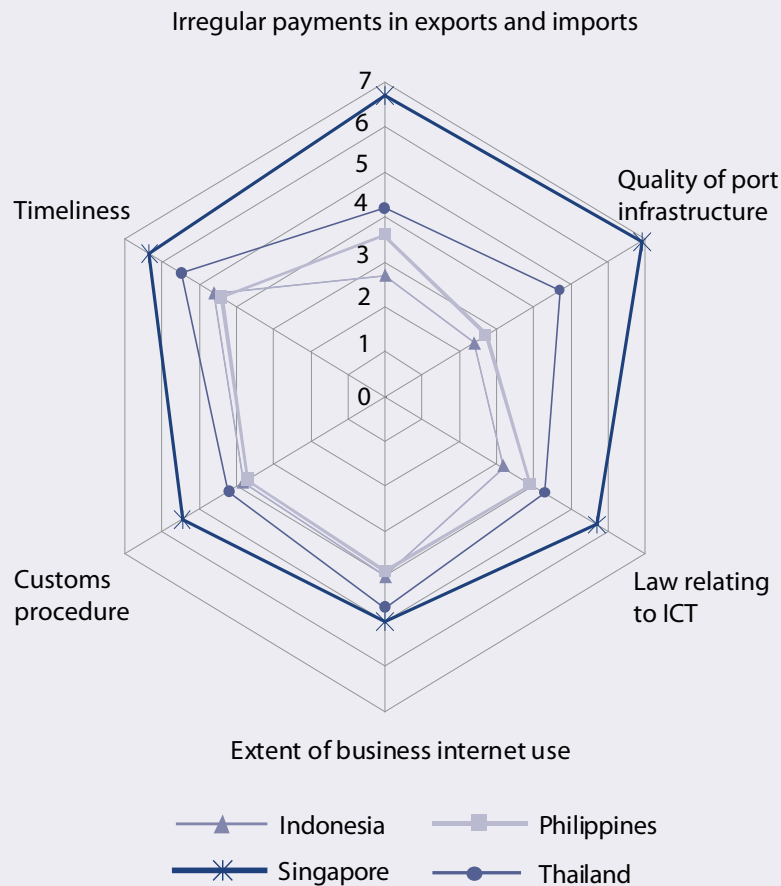 Irregular payments in exports and imports
7
6
5
4
3
2
1
0
Quality of port
infrastructure
Timeliness
Customs
procedure
Law relating
to ICT
Extent of business internet use
Indonesia
Philippines
Singapore
Thailand